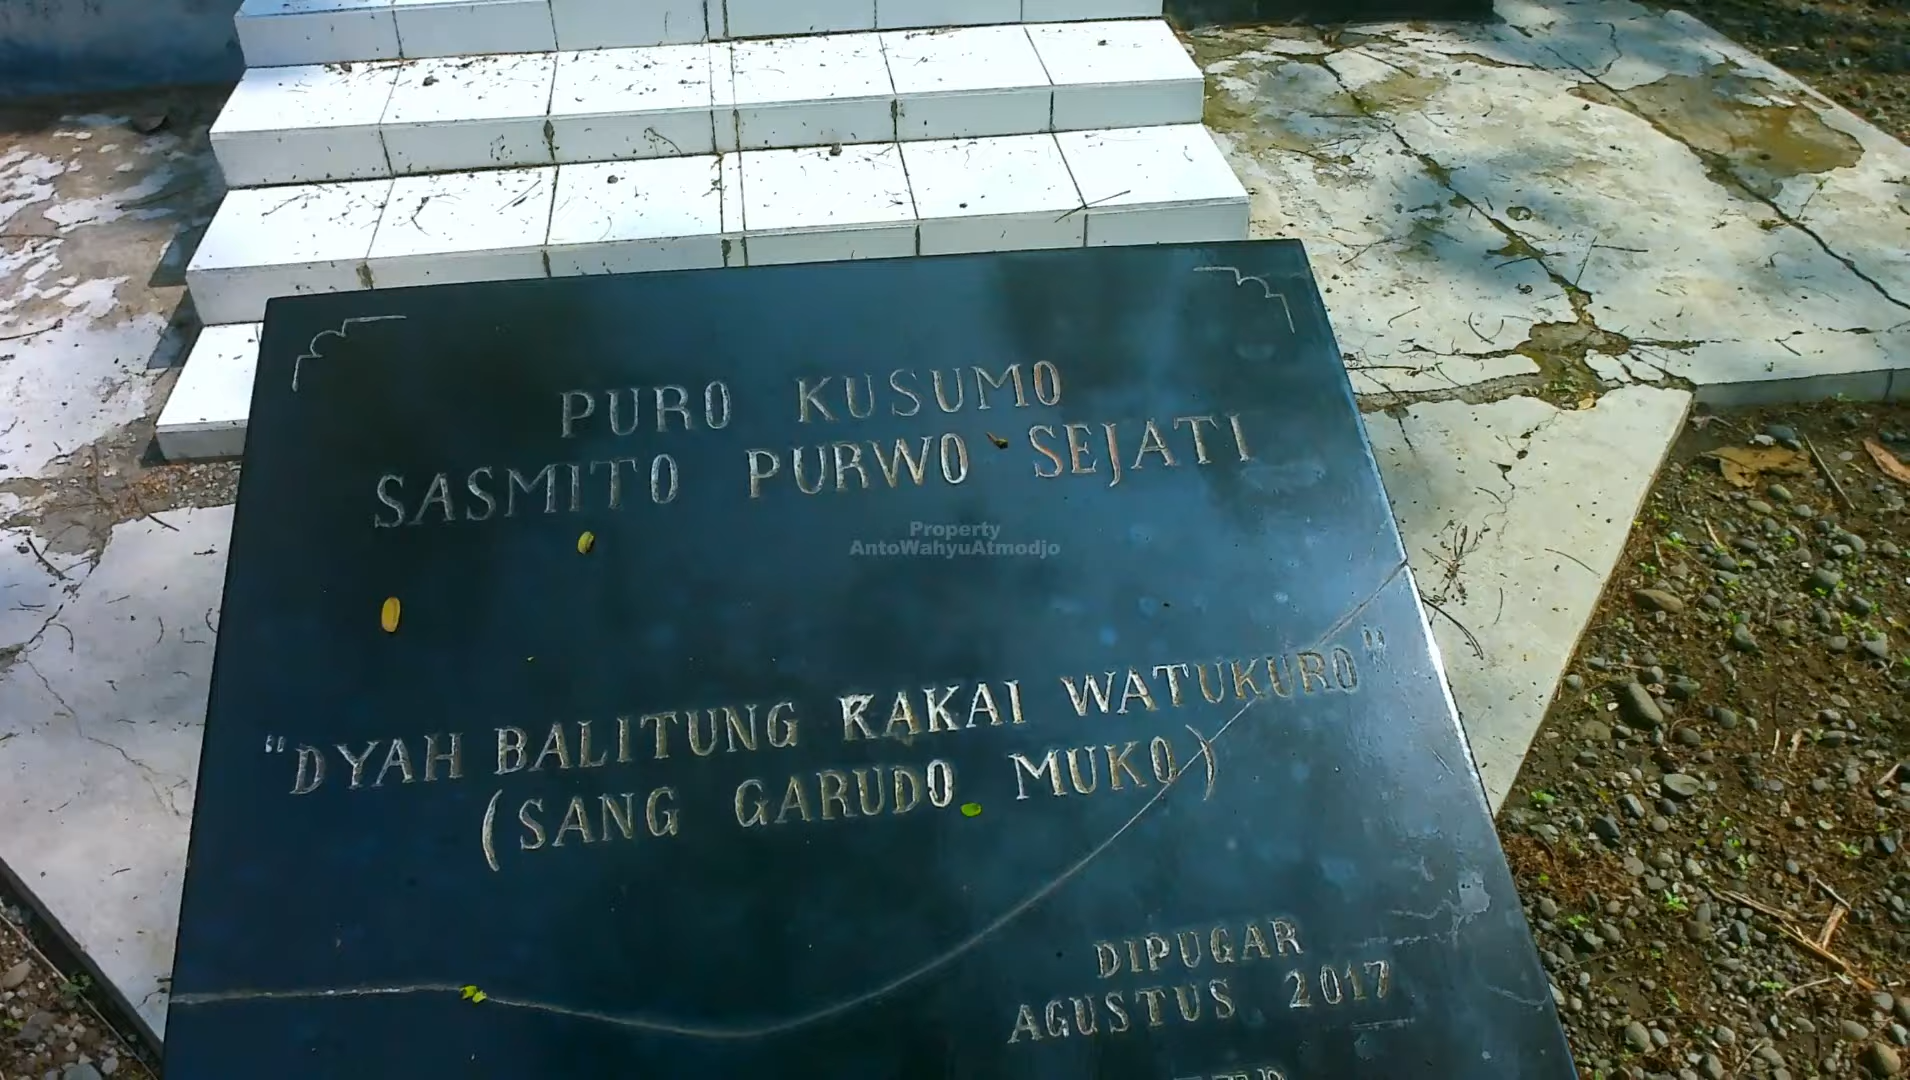 PURO KUSUMO
SASMITO PURWO SEJATI
Property
AntoWahyuAtmodjo
"DYAH BALITUNG RAKAI WATUKURO"
(SANG GARUDO MUKO)
DIPUGAR
AGUSTUS 2017